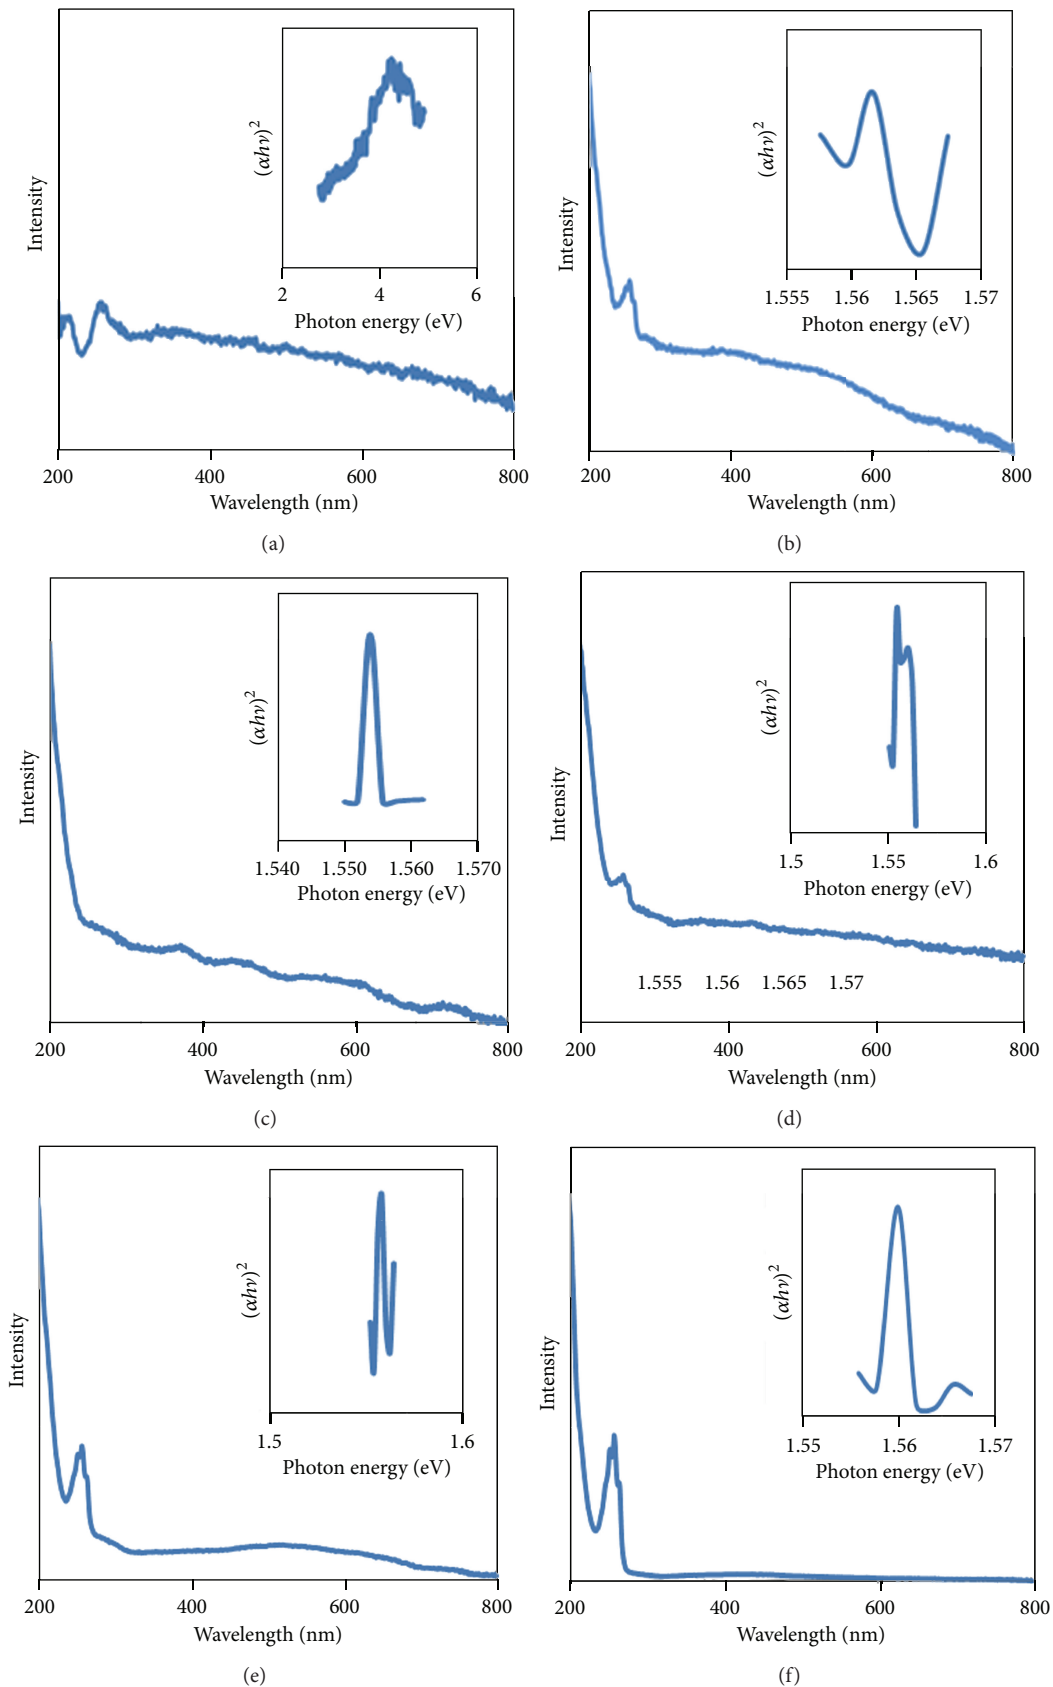 Intensity
(αhν)²
2 4 6
Photon energy (eV)
200 400 600 800
Wavelength (nm)
(a)
Intensity
(αhν)²
1.555 1.56 1.565 1.57
Photon energy (eV)
200 400 600 800
Wavelength (nm)
(b)
Intensity
(αhν)²
1.540 1.550 1.560 1.570
Photon energy (eV)
200 400 600 800
Wavelength (nm)
(c)
Intensity
(αhν)²
1.5 1.55 1.6
Photon energy (eV)
1.555 1.56 1.565 1.57
200 400 600 800
Wavelength (nm)
(d)
Intensity
(αhν)²
1.5 1.6
Photon energy (eV)
200 400 600 800
Wavelength (nm)
(e)
Intensity
(αhν)²
1.55 1.56 1.57
Photon energy (eV)
200 400 600 800
Wavelength (nm)
(f)